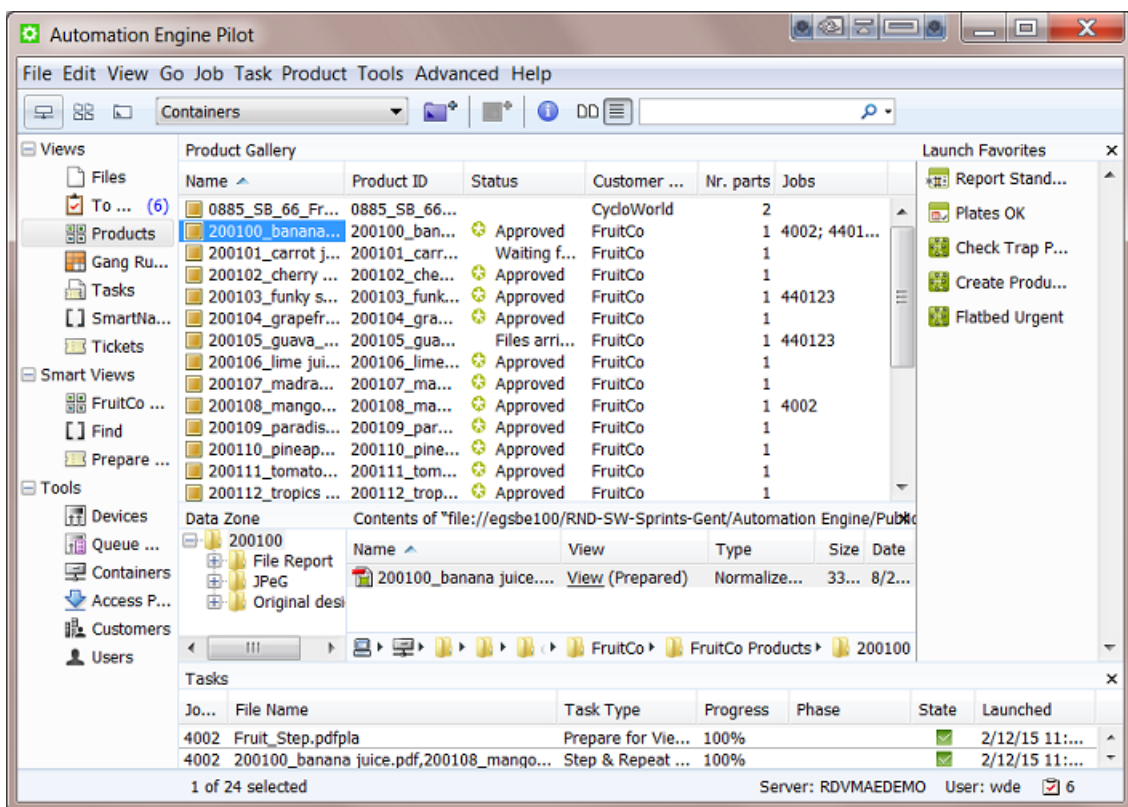 Automation Engine Pilot
File Edit View Go Job Task Product Tools Advanced Help
Containers
Views
Files
To ... (6)
Products
Gang Ru...
Tasks
SmartNa...
Tickets
Smart Views
FruitCo ...
Find
Prepare ...
Tools
Devices
Queue ...
Containers
Access P...
Customers
Users
Product Gallery
Name Product ID Status Customer ... Nr. parts Jobs
0885_SB_66_Fr... 0885_SB_66... CycloWorld 2
200100_banana... 200100_ban... Approved FruitCo 1 4002; 4401...
200101_carrot j... 200101_carr... Waiting f... FruitCo 1
200102_cherry ... 200102_che... Approved FruitCo 1
200103_funky s... 200103_funk... Approved FruitCo 1 440123
200104_grapefr... 200104_gra... Approved FruitCo 1
200105_guava_... 200105_gua... Files arri... FruitCo 1 440123
200106_lime jui... 200106_lime... Approved FruitCo 1
200107_madra... 200107_ma... Approved FruitCo 1
200108_mango... 200108_ma... Approved FruitCo 1 4002
200109_paradis... 200109_par... Approved FruitCo 1
200110_pineap... 200110_pine... Approved FruitCo 1
200111_tomato... 200111_tom... Approved FruitCo 1
200112_tropics ... 200112_trop... Approved FruitCo 1
Launch Favorites
Report Stand...
Plates OK
Check Trap P...
Create Produ...
Flatbed Urgent
Data Zone
200100
File Report
JPeG
Original desi
Contents of "file://egsbe100/RND-SW-Sprints-Gent/Automation Engine/Public
Name View Type Size Date
200100_banana juice.... View (Prepared) Normalize... 33... 8/2...
FruitCo FruitCo Products 200100
Tasks
Jo... File Name Task Type Progress Phase State Launched
4002 Fruit_Step.pdfpla Prepare for Vie... 100% 2/12/15 11:...
4002 200100_banana juice.pdf,200108_mango... Step & Repeat ... 100% 2/12/15 11:...
1 of 24 selected Server: RDVMAEDEMO User: wde 6